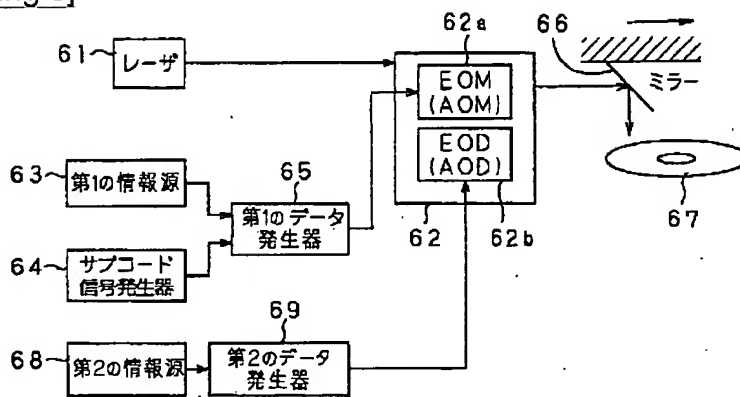 61
レーザ
62a
EOM
(AOM)
EOD
(AOD)
62
62b
66
ミラー
67
63
第1の情報源
65
第1のデータ
発生器
64
サブコード
信号発生器
68
第2の情報源
69
第2のデータ
発生器